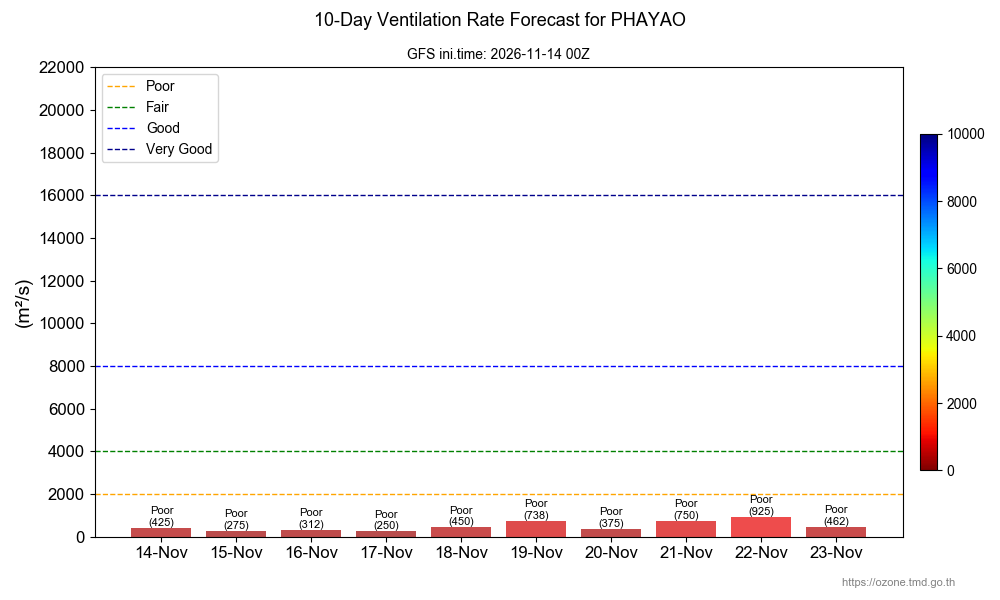 10-Day Ventilation Rate Forecast for PHAYAO
GFS ini.time: 2026-11-14 00Z
(m²/s)
22000
20000
18000
16000
14000
12000
10000
8000
6000
4000
2000
0
Poor
Fair
Good
Very Good
Poor
(425)
Poor
(275)
Poor
(312)
Poor
(250)
Poor
(450)
Poor
(738)
Poor
(375)
Poor
(750)
Poor
(925)
Poor
(462)
14-Nov 15-Nov 16-Nov 17-Nov 18-Nov 19-Nov 20-Nov 21-Nov 22-Nov 23-Nov
10000
8000
6000
4000
2000
0
https://ozone.tmd.go.th